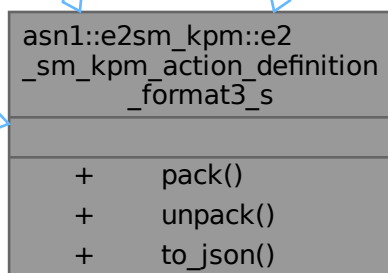 asn1::e2sm_kpm::e2
_sm_kpm_action_definition
_format3_s
+ pack()
+ unpack()
+ to_json()